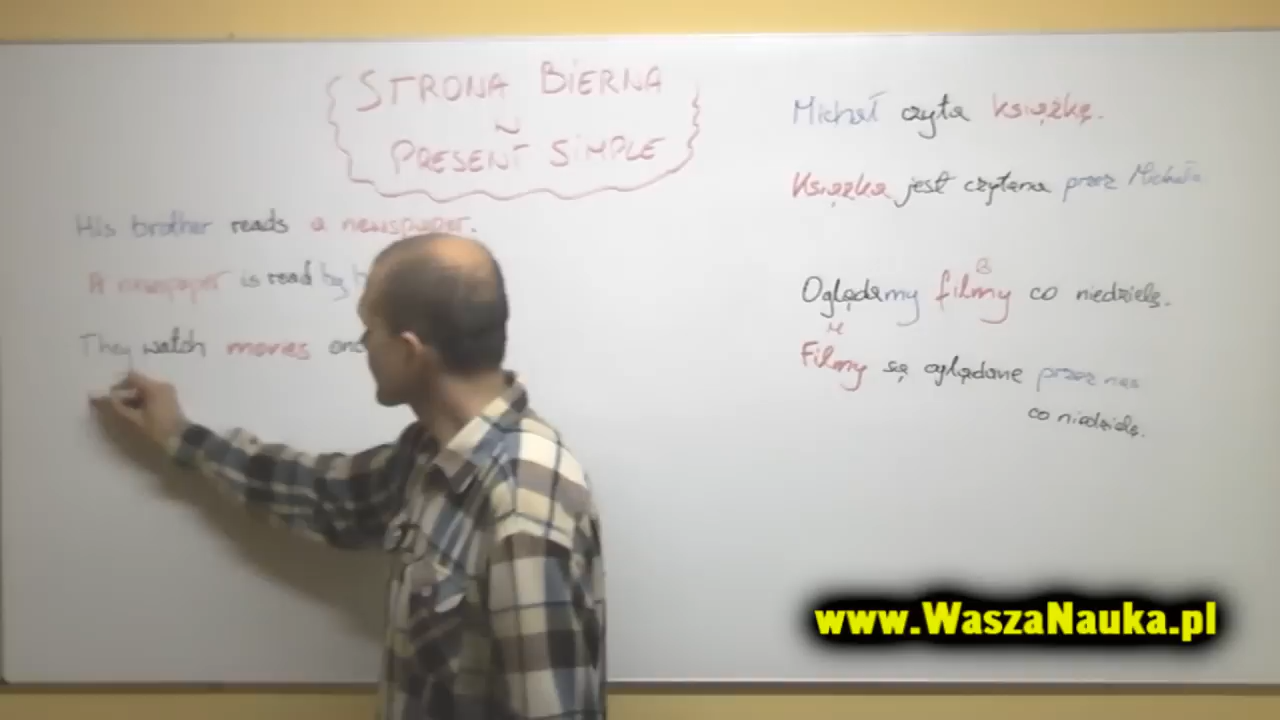 STRONA BIERNA
W
PRESENT SIMPLE
His brother reads a newspaper.
A newspaper is read by
They watch movies
Michał czyta książkę.
Książka jest czytana przez Michała
B
Oglądamy filmy co niedzielę.
M
Filmy są oglądane przez nas
co niedzielę.
www.WaszaNauka.pl